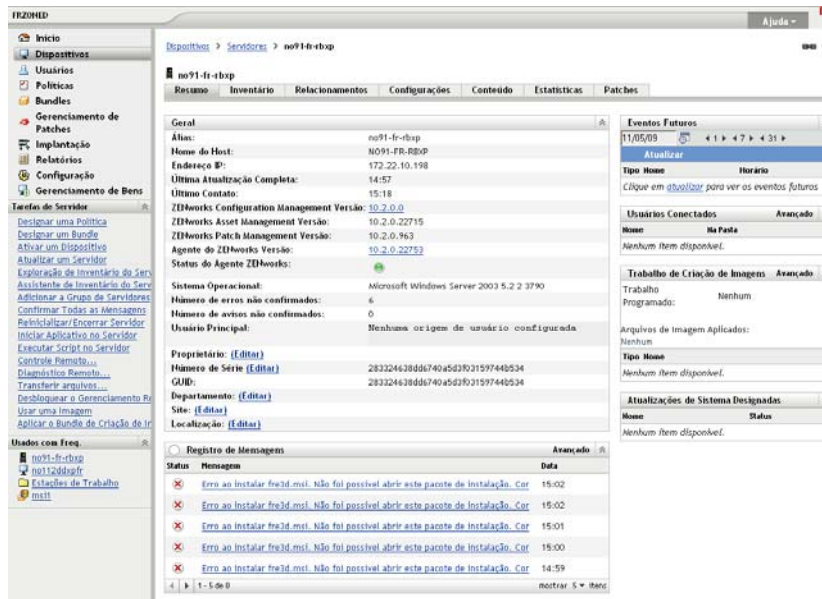 FRZONED
Ajuda
Início
Dispositivos
Usuários
Políticas
Bundles
Gerenciamento de
Patches
Implantação
Relatórios
Configuração
Gerenciamento de Bens
Tarefas de Servidor
Designar uma Política
Designar um Bundle
Ativar um Dispositivo
Atualizar um Servidor
Exploração de Inventário do Serv
Assistente de Inventário do Serv
Adicionar a Grupo de Servidores
Confirmar Todas as Mensagens
Reinicializar/Encerrar Servidor
Iniciar Aplicativo no Servidor
Executar Script no Servidor
Controle Remoto...
Diagnóstico Remoto...
Transferir arquivos...
Desbloquear o Gerenciamento Re
Usar uma Imagem
Aplicar o Bundle de Criação de Ir
Usados com Freq.
no91-fr-rbxp
no112ddxpfr
Estações de Trabalho
msi1
Dispositivos > Servidores > no91-fr-rbxp
no91-fr-rbxp
Resumo Inventário Relacionamentos Configurações Conteúdo Estatísticas Patches
Geral
Álias: no91-fr-rbxp
Nome do Host: NO91-FR-RBXP
Endereço IP: 172.22.10.198
Última Atualização Completa: 14:57
Último Contato: 15:18
ZENworks Configuration Management Versão: 10.2.0.0
ZENworks Asset Management Versão: 10.2.0.22715
ZENworks Patch Management Versão: 10.2.0.963
Agente do ZENworks Versão: 10.2.0.22753
Status do Agente ZENworks:
Sistema Operacional: Microsoft Windows Server 2003 5.2 2 3790
Número de erros não confirmados: 6
Número de avisos não confirmados: 0
Usuário Principal: Nenhuma origem de usuário configurada
Proprietário: (Editar)
Número de Série (Editar) 283324638dd6740a5d3f03159744b534
GUID: 283324638dd6740a5d3f03159744b534
Departamento: (Editar)
Site: (Editar)
Localização: (Editar)
Registro de Mensagens Avançado
Status Mensagem Data
Erro ao instalar fre3d.msi. Não foi possível abrir este pacote de instalação. Cor 15:02
Erro ao instalar fre3d.msi. Não foi possível abrir este pacote de instalação. Cor 15:02
Erro ao instalar fre3d.msi. Não foi possível abrir este pacote de instalação. Cor 15:01
Erro ao instalar fre3d.msi. Não foi possível abrir este pacote de instalação. Cor 15:00
Erro ao instalar fre3d.msi. Não foi possível abrir este pacote de instalação. Cor 14:59
1 - 5 de 8 mostrar 5 itens
Eventos Futuros
11/05/09 1 7 31
Atualizar
Tipo Nome Horário
Clique em atualizar para ver os eventos futuros
Usuários Conectados Avançado
Nome Na Pasta
Nenhum item disponível.
Trabalho de Criação de Imagens Avançado
Trabalho
Programado: Nenhum
Arquivos de Imagem Aplicados:
Nenhum
Tipo Nome
Nenhum item disponível.
Atualizações de Sistema Designadas
Nome Status
Nenhum item disponível.